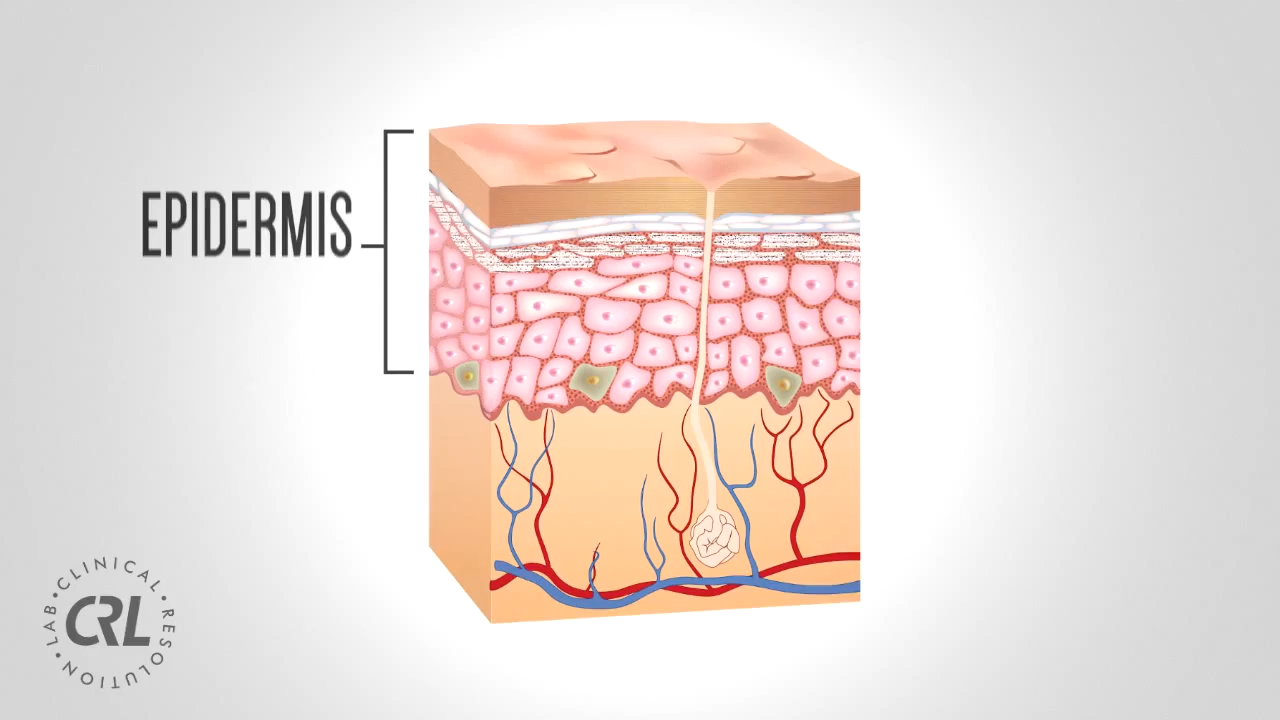 EPIDERMIS
LAB • CLINICAL • RESOLUTION •
CRL